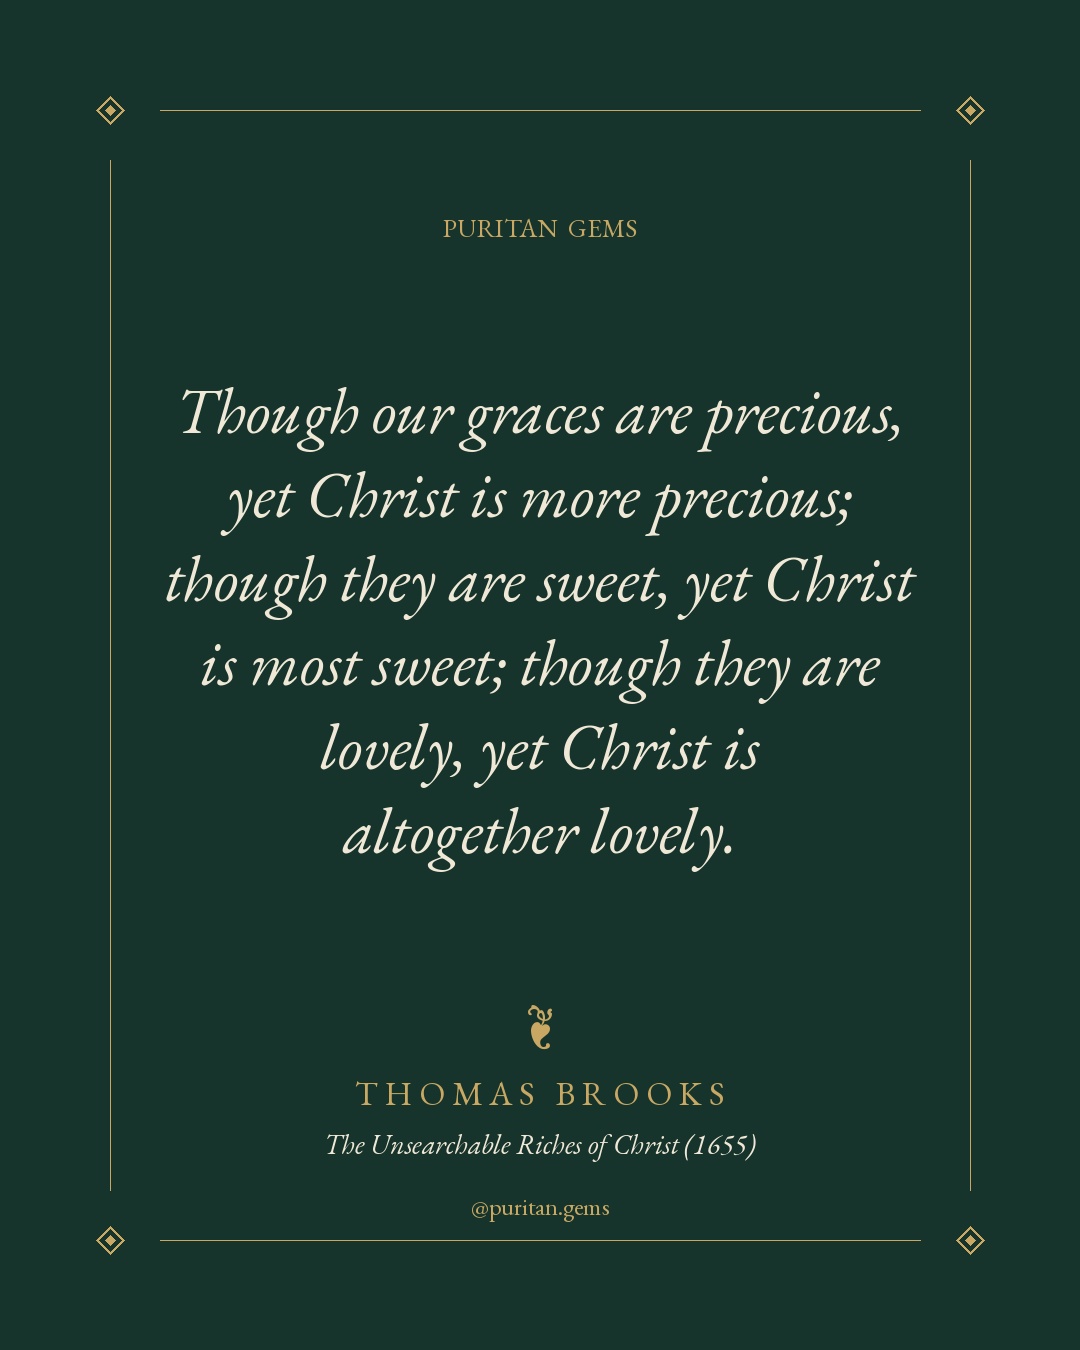 PURITAN GEMS
Though our graces are precious,
yet Christ is more precious;
though they are sweet, yet Christ
is most sweet; though they are
lovely, yet Christ is
altogether lovely.
THOMAS BROOKS
The Unsearchable Riches of Christ (1655)
@puritan.gems